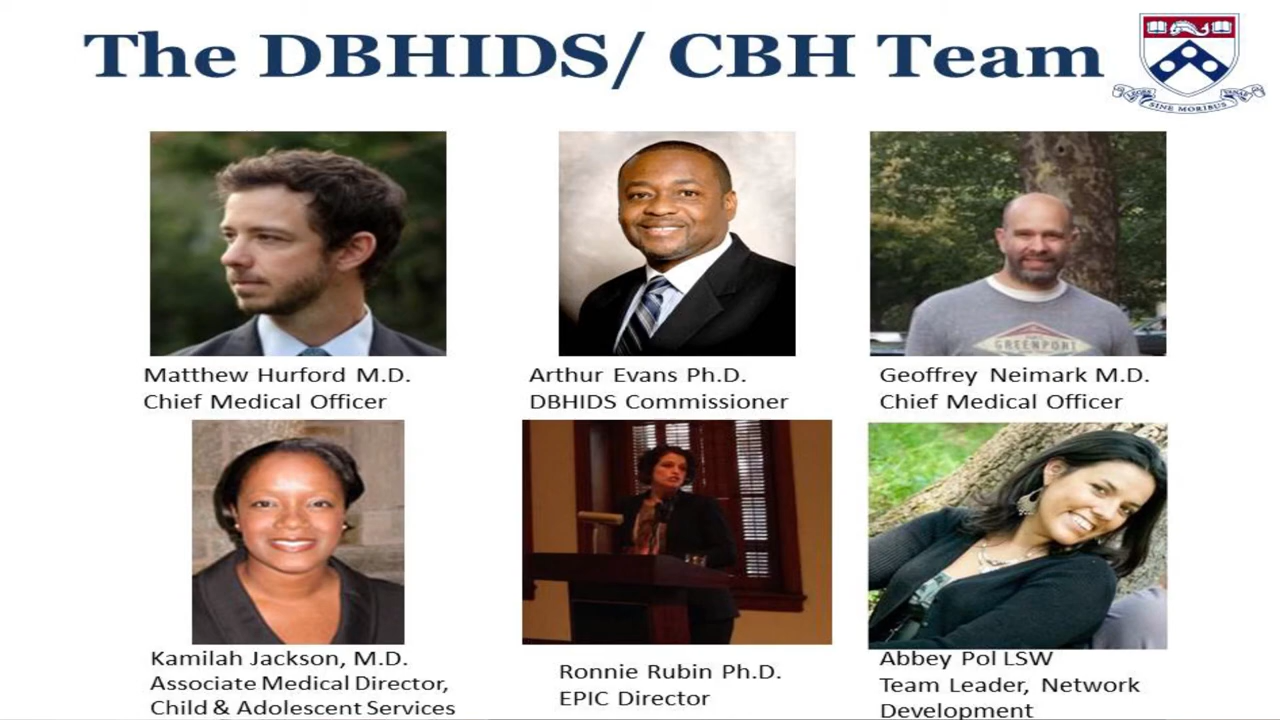 The DBHIDS/ CBH Team
SINE MORIBUS
Matthew Hurford M.D.
Chief Medical Officer
Arthur Evans Ph.D.
DBHIDS Commissioner
GREENPORT
Geoffrey Neimark M.D.
Chief Medical Officer
Kamilah Jackson, M.D.
Associate Medical Director,
Child & Adolescent Services
Ronnie Rubin Ph.D.
EPIC Director
Abbey Pol LSW
Team Leader, Network
Development